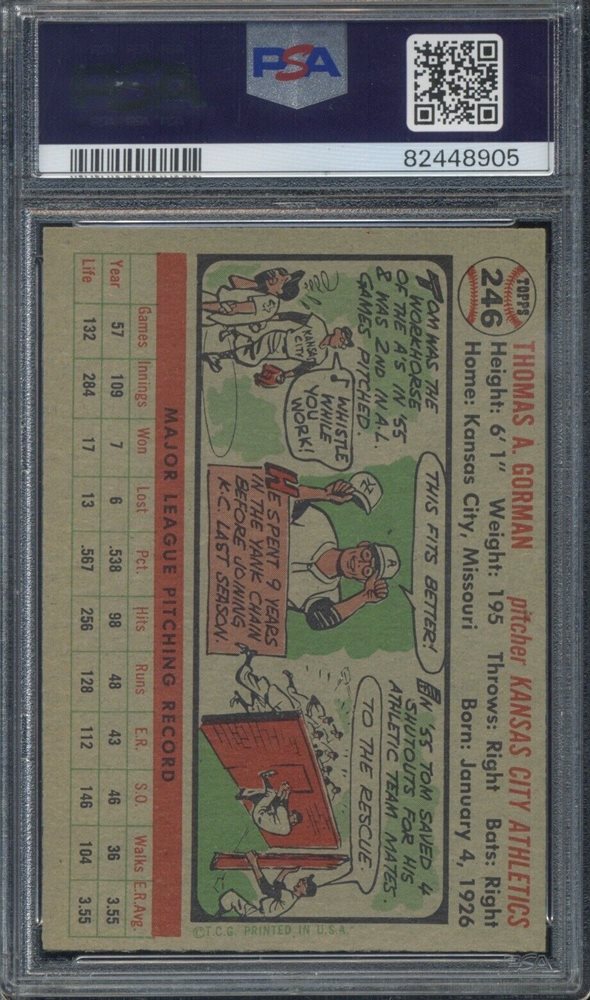 PSA
82448905
TOPPS
246
THOMAS A. GORMAN pitcher KANSAS CITY ATHLETICS
Height: 6' 1" Weight: 195 Throws: Right Bats: Right
Home: Kansas City, Missouri Born: January 4, 1926
TOM WAS THE
WORKHORSE
OF THE A'S IN '55
& WAS 2ND IN A.L.
GAMES PITCHED.
KANSAS
CITY
WHISTLE
WHILE
YOU
WORK!
THIS FITS BETTER!
A
HE SPENT 9 YEARS
IN THE YANK CHAIN
BEFORE JOINING
K.C. LAST SEASON.
IN '55 TOM SAVED 4
SHUTOUTS FOR HIS
ATHLETIC TEAM MATES.
TO THE RESCUE
©T.C.G. PRINTED IN U.S.A.
MAJOR LEAGUE PITCHING RECORD
Games Innings Won Lost Pct. Hits Runs E.R. S.O. Walks E.R.Avg.
Year 57 109 7 6 .538 98 48 43 46 36 3.55
Life 132 284 17 13 .567 256 128 112 146 104 3.55
PSA